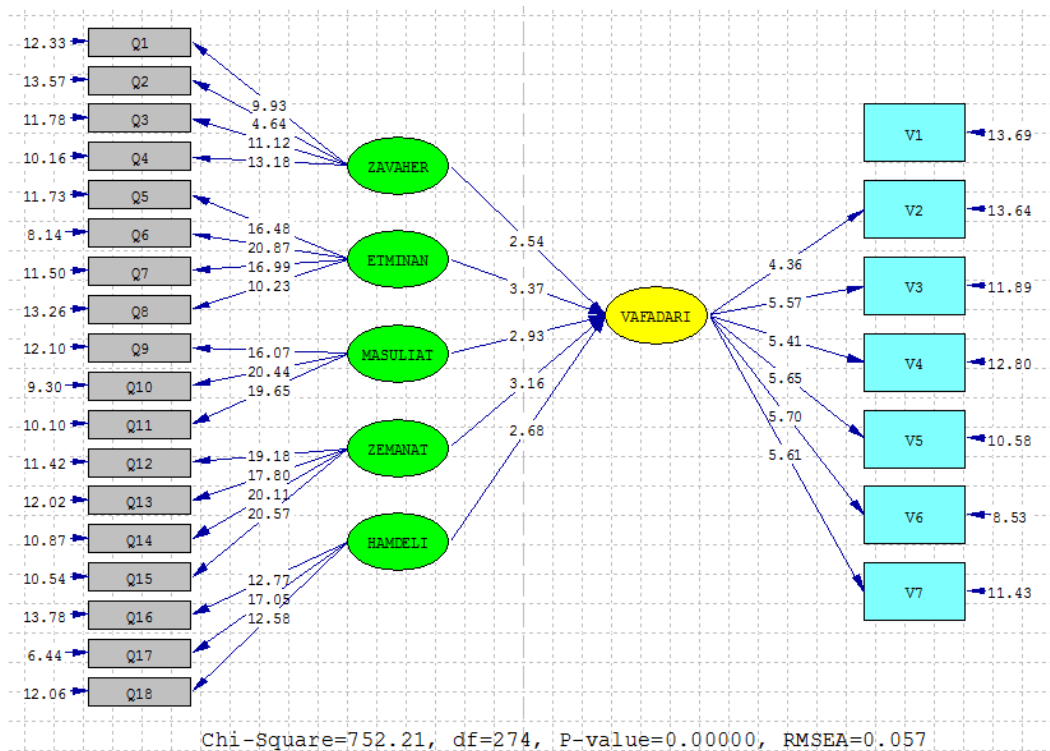 12.33 Q1
13.57 Q2
11.78 Q3
10.16 Q4
11.73 Q5
8.14 Q6
11.50 Q7
13.26 Q8
12.10 Q9
9.30 Q10
10.10 Q11
11.42 Q12
12.02 Q13
10.87 Q14
10.54 Q15
13.78 Q16
6.44 Q17
12.06 Q18
9.93
4.64
11.12
13.18
16.48
20.87
16.99
10.23
16.07
20.44
19.65
19.18
17.80
20.11
20.57
12.77
17.05
12.58
ZAVAHER
ETMINAN
MASULIAT
ZEMANAT
HAMDELI
2.54
3.37
2.93
3.16
2.68
VAFADARI
4.36
5.57
5.41
5.65
5.70
5.61
V1 13.69
V2 13.64
V3 11.89
V4 12.80
V5 10.58
V6 8.53
V7 11.43
Chi-Square=752.21, df=274, P-value=0.00000, RMSEA=0.057